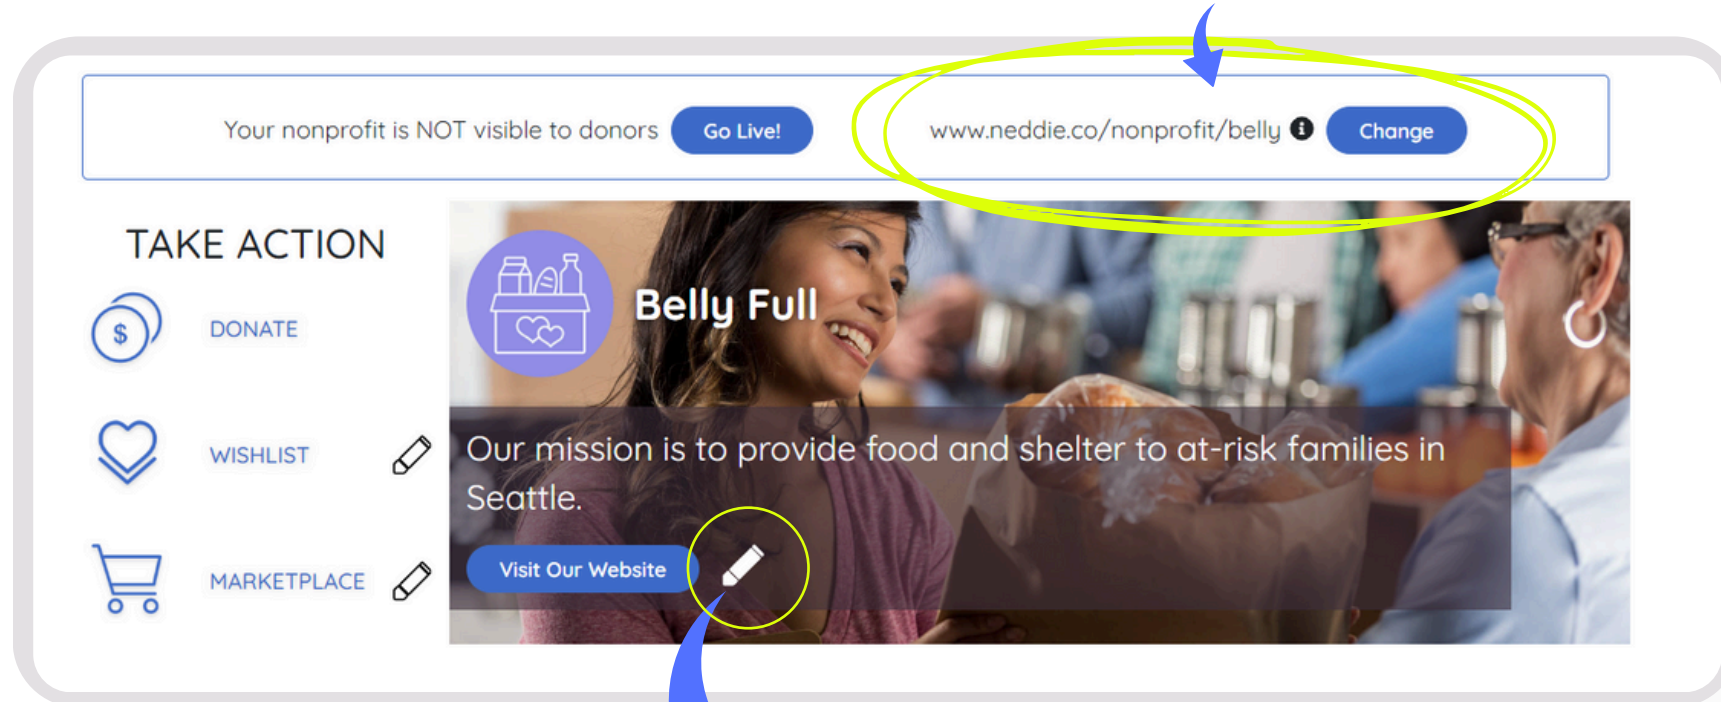 Your nonprofit is NOT visible to donors Go Live! www.neddie.co/nonprofit/belly i Change
TAKE ACTION
$ DONATE
WISHLIST
MARKETPLACE
Belly Full
Our mission is to provide food and shelter to at-risk families in
Seattle.
Visit Our Website